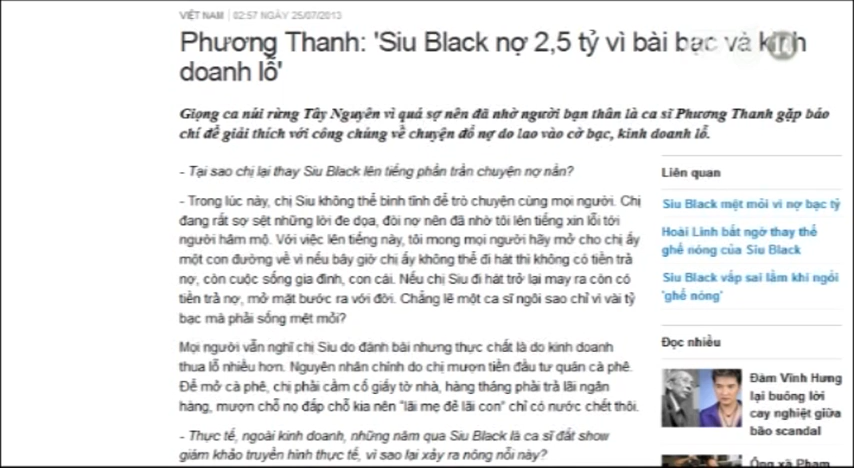 VIỆT NAM | 02:57 NGÀY 25/07/2013
Phương Thanh: 'Siu Black nợ 2,5 tỷ vì bài bạc và kinh
doanh lỗ'
14
Giọng ca núi rừng Tây Nguyên vì quá sợ nên đã nhờ người bạn thân là ca sĩ Phương Thanh gặp báo
chí để giải thích với công chúng về chuyện đổ nợ do lao vào cờ bạc, kinh doanh lỗ.
- Tại sao chị lại thay Siu Black lên tiếng phân trần chuyện nợ nần?
- Trong lúc này, chị Siu không thể bình tĩnh để trò chuyện cùng mọi người. Chị
đang rất sợ sệt những lời đe dọa, đòi nợ nên đã nhờ tôi lên tiếng xin lỗi tới
người hâm mộ. Với việc lên tiếng này, tôi mong mọi người hãy mở cho chị ấy
một con đường về vì nếu bây giờ chị ấy không thể đi hát thì không có tiền trả
nợ, còn cuộc sống gia đình, con cái. Nếu chị Siu đi hát trở lại may ra còn có
tiền trả nợ, mở mặt bước ra với đời. Chẳng lẽ một ca sĩ ngôi sao chỉ vì vài tỷ
bạc mà phải sống mệt mỏi?
Mọi người vẫn nghĩ chị Siu do đánh bài nhưng thực chất là do kinh doanh
thua lỗ nhiều hơn. Nguyên nhân chính do chị mượn tiền đầu tư quán cà phê.
Để mở cà phê, chị phải cầm cố giấy tờ nhà, hàng tháng phải trả lãi ngân
hàng, mượn chỗ nọ đắp chỗ kia nên "lãi mẹ đẻ lãi con" chỉ có nước chết thôi.
- Thực tế, ngoài kinh doanh, những năm qua Siu Black là ca sĩ đắt show
giám khảo truyền hình thực tế, vì sao lại xảy ra nông nỗi này?
Liên quan
Siu Black mệt mỏi vì nợ bạc tỷ
Hoài Linh bất ngờ thay thế
ghế nóng của Siu Black
Siu Black vấp sai lầm khi ngồi
'ghế nóng'
Đọc nhiều
Đàm Vĩnh Hưng
lại buông lời
cay nghiệt giữa
bão scandal
Ông xã Phạm